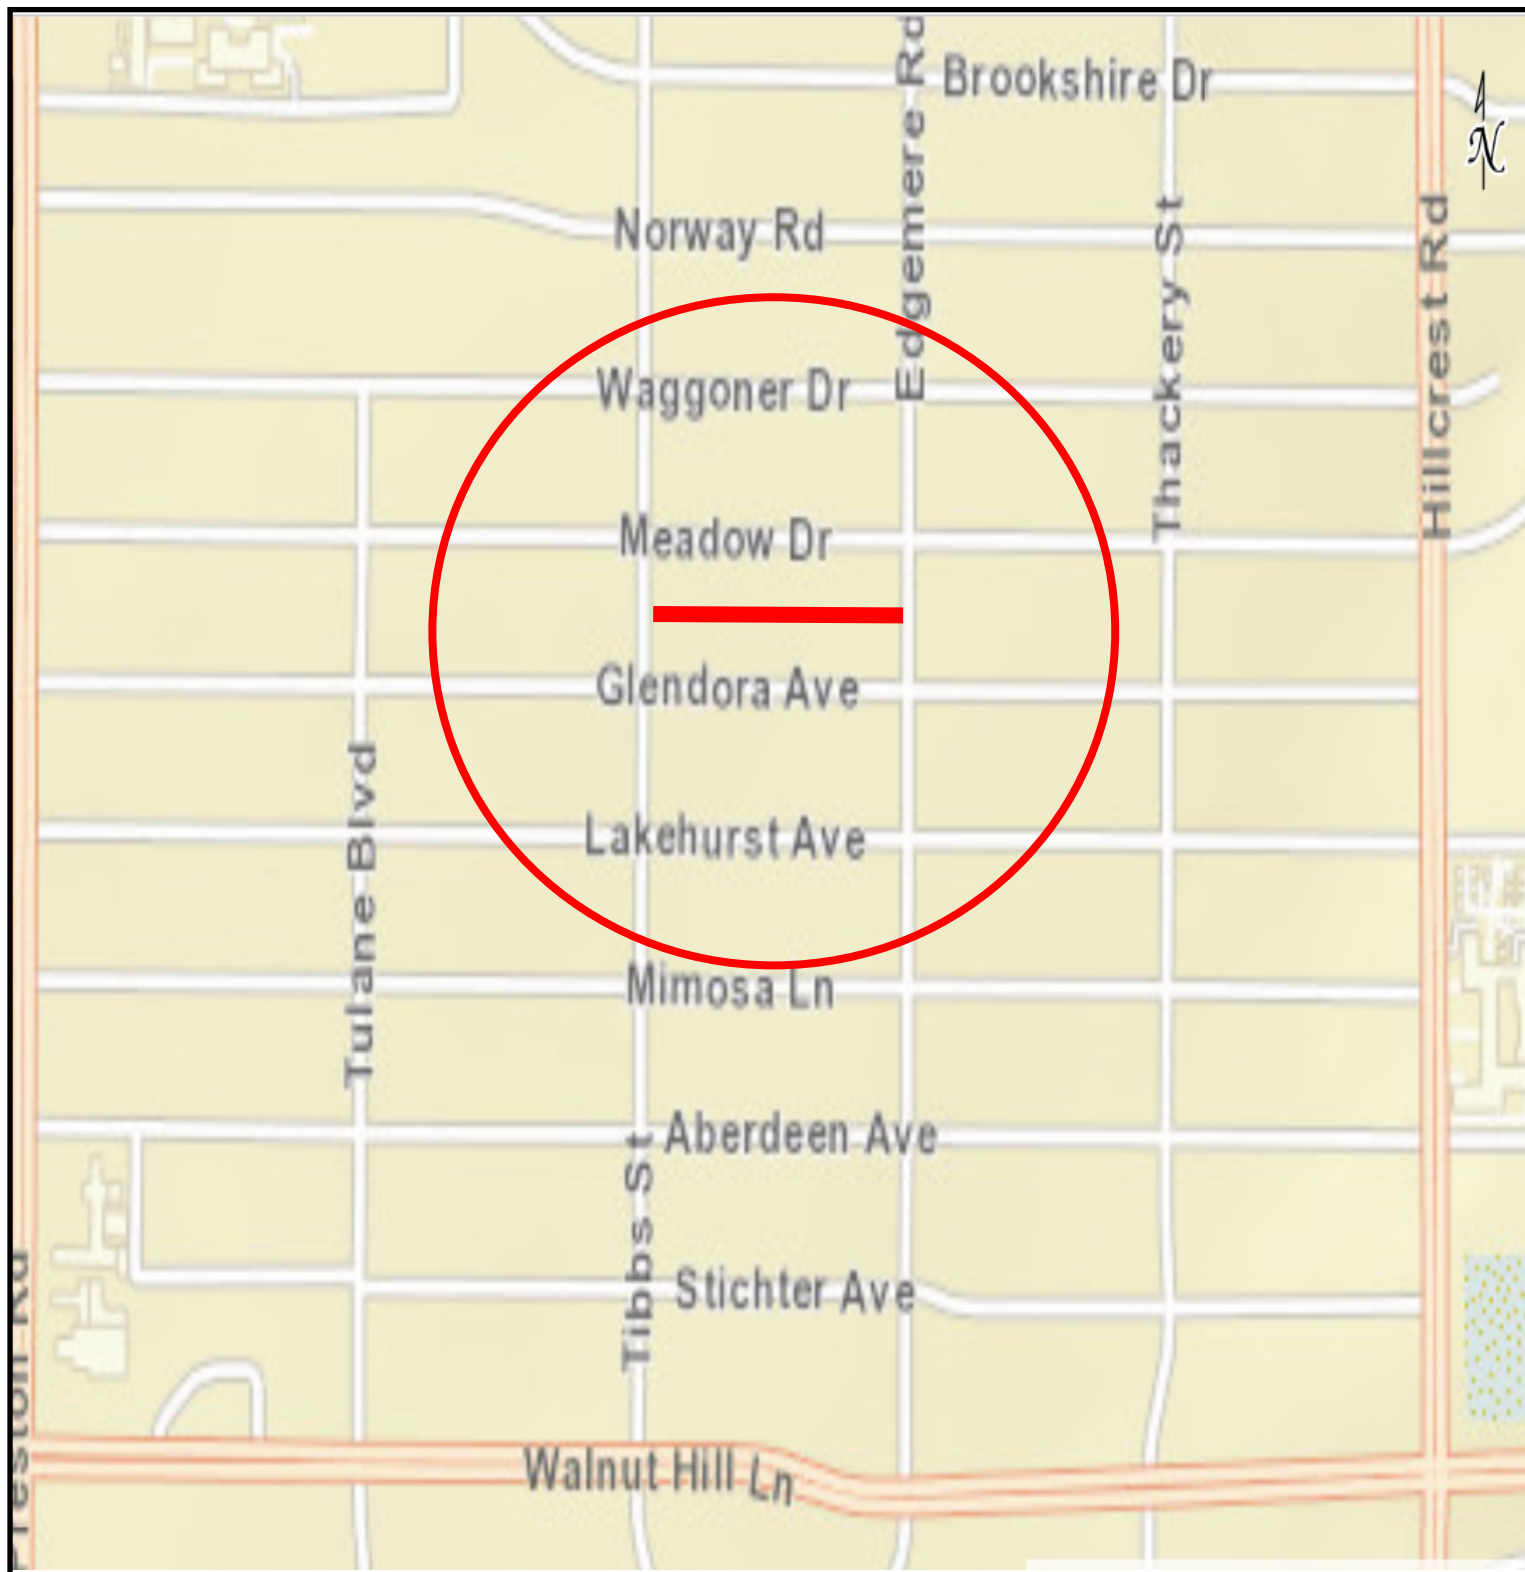 Brookshire Dr
Edgemere Rd
N
Norway Rd
Thackery St
Hillcrest Rd
Waggoner Dr
Meadow Dr
Glendora Ave
Tulane Blvd
Lakehurst Ave
Mimosa Ln
Aberdeen Ave
Tibbs St
Stichter Ave
Preston Rd
Walnut Hill Ln